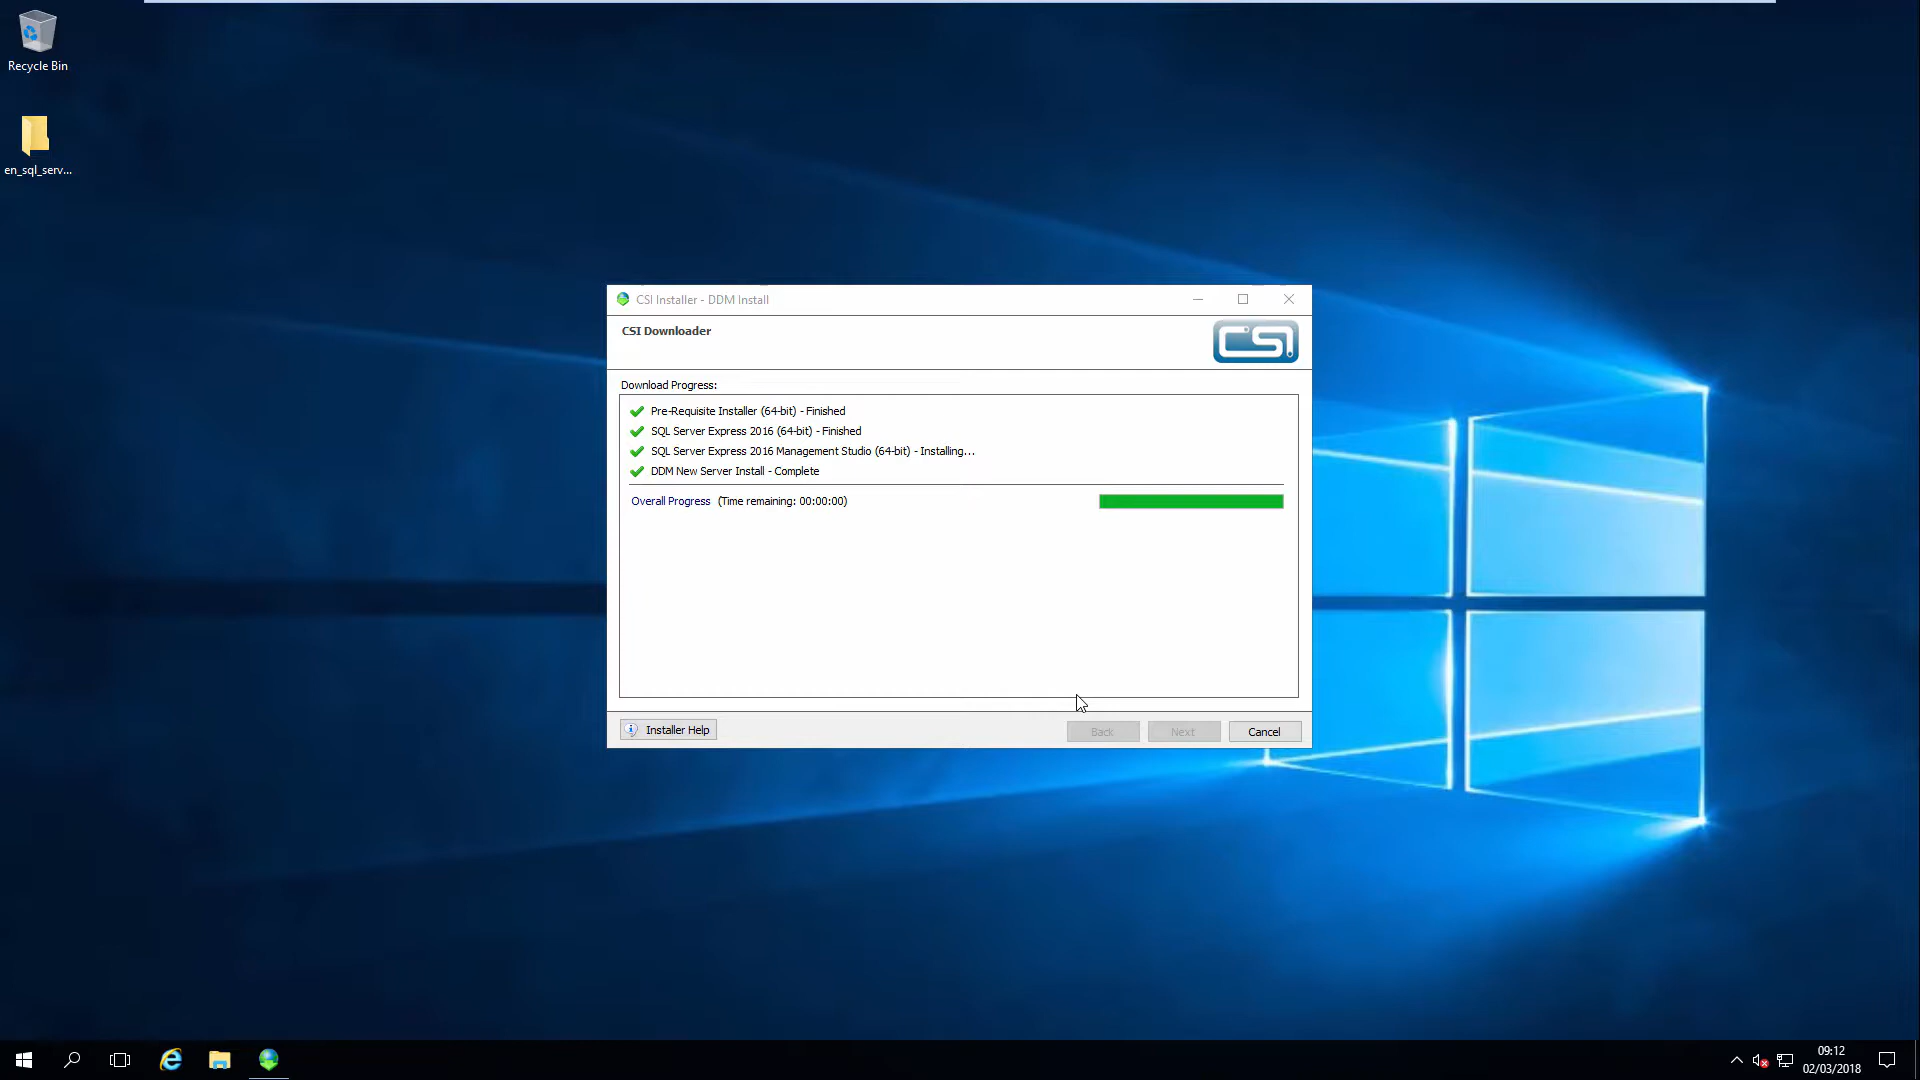 Recycle Bin
en_sql_serv...
CSI Installer - DDM Install
CSI Downloader
CSI
Download Progress:
Pre-Requisite Installer (64-bit) - Finished
SQL Server Express 2016 (64-bit) - Finished
SQL Server Express 2016 Management Studio (64-bit) - Installing...
DDM New Server Install - Complete
Overall Progress (Time remaining: 00:00:00)
Installer Help
Back
Next
Cancel
09:12
02/03/2018